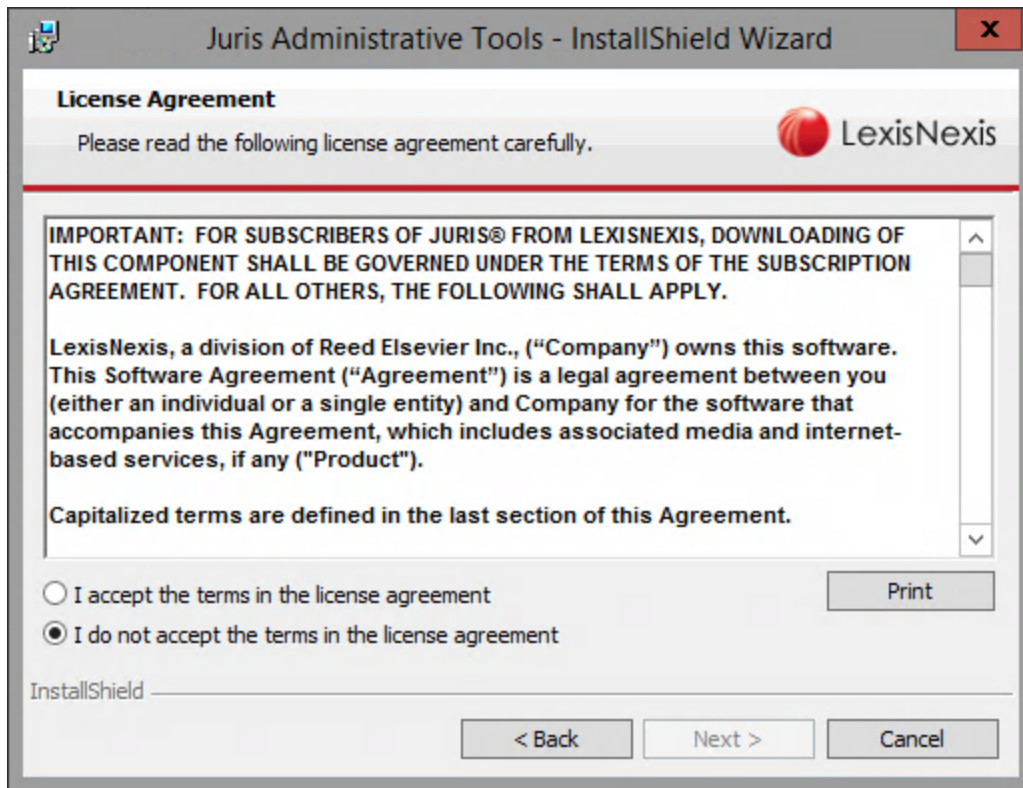 Juris Administrative Tools - InstallShield Wizard
x
License Agreement
Please read the following license agreement carefully.
LexisNexis
IMPORTANT:  FOR SUBSCRIBERS OF JURIS® FROM LEXISNEXIS, DOWNLOADING OF
THIS COMPONENT SHALL BE GOVERNED UNDER THE TERMS OF THE SUBSCRIPTION
AGREEMENT.  FOR ALL OTHERS, THE FOLLOWING SHALL APPLY.
LexisNexis, a division of Reed Elsevier Inc., (“Company”) owns this software.
This Software Agreement (“Agreement”) is a legal agreement between you
(either an individual or a single entity) and Company for the software that
accompanies this Agreement, which includes associated media and internet-
based services, if any ("Product").
Capitalized terms are defined in the last section of this Agreement.
I accept the terms in the license agreement
Print
I do not accept the terms in the license agreement
InstallShield
< Back
Next >
Cancel